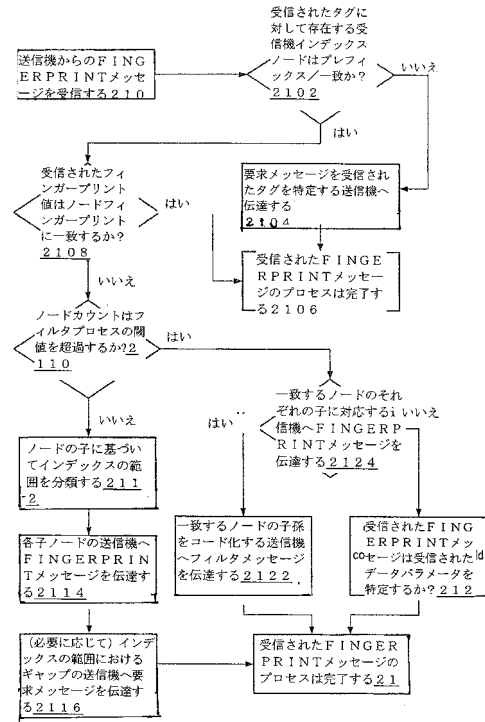 受信されたタグに
対して存在する受
信機インデックス
ノードはプレフィ
ックス／一致か？
2102
いいえ
送信機からのＦＩＮＧ
ＥＲＰＲＩＮＴメッセ
ージを受信する210
はい
受信されたフィ
ンガープリント
値はノードフィ
ンガープリント
に一致するか？
2108
はい
要求メッセージを受信され
たタグを特定する送信機へ
伝達する
2104
受信されたＦＩＮＧＥ
ＲＰＲＩＮＴメッセー
ジのプロセスは完了す
る2106
いいえ
ノードカウントはフ
ィルタプロセスの閾
値を超過するか?2
110
はい
いいえ
一致するノードのそれ
ぞれの子に対応するi いいえ
信機へＦＩＮＧＥＲＰ
ＲＩＮＴメッセージを
伝達する2124
はい
ノードの子に基づい
てインデックスの範
囲を分類する211
2
各子ノードの送信機へ
ＦＩＮＧＥＲＰＲＩＮ
Ｔメッセージを伝達す
る2114
一致するノードの子孫
をコード化する送信機
へフィルタメッセージ
を伝達する2122
受信されたＦＩＮＧ
ＥＲＰＲＩＮＴメッ
coセージは受信されたd
データパラメータを
特定するか？212
（必要に応じて）インデ
ックスの範囲における
ギャップの送信機へ要
求メッセージを伝達す
る2116
受信されたＦＩＮＧＥＲ
ＰＲＩＮＴメッセージの
プロセスは完了する21